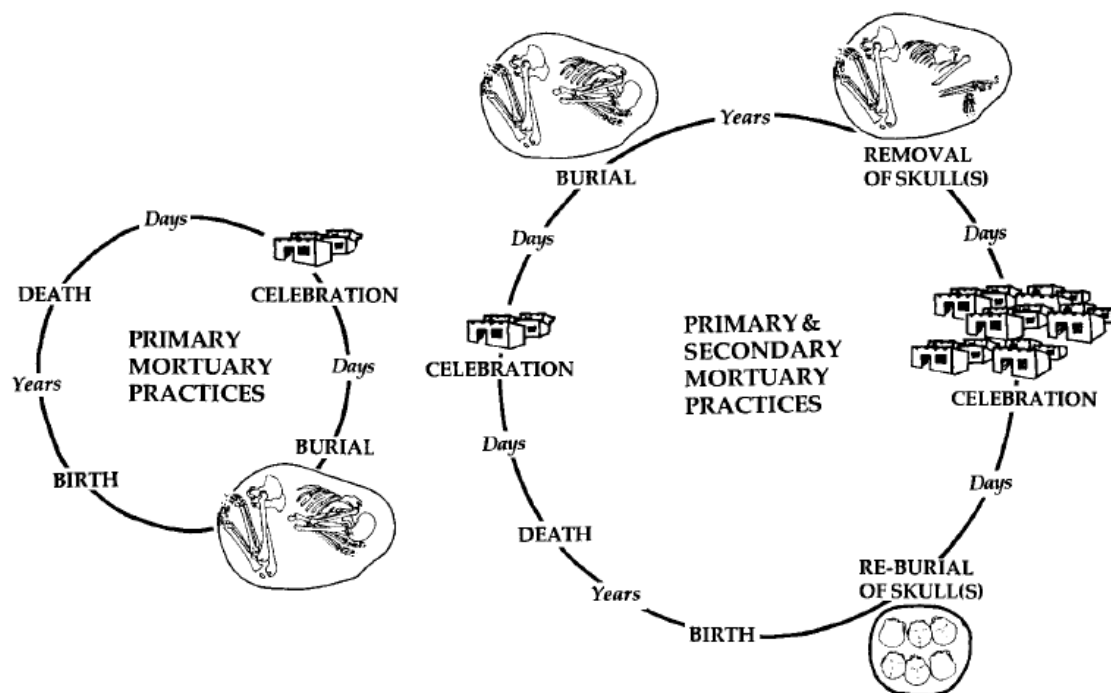 Days
DEATH
CELEBRATION
PRIMARY
MORTUARY
PRACTICES
Years
Days
BIRTH
BURIAL
BURIAL
Years
REMOVAL
OF SKULL(S)
Days
Days
CELEBRATION
PRIMARY &
SECONDARY
MORTUARY
PRACTICES
CELEBRATION
Days
Days
DEATH
RE-BURIAL
OF SKULL(S)
Years
BIRTH